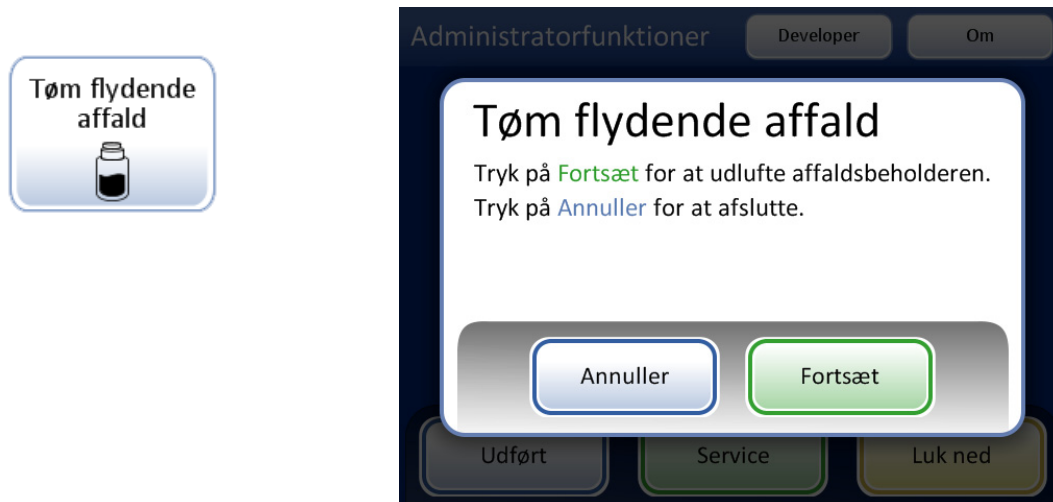 Tøm flydende
affald
Administratorfunktioner
Developer
Om
Tøm flydende affald
Tryk på Fortsæt for at udlufte affaldsbeholderen.
Tryk på Annuller for at afslutte.
Annuller
Fortsæt
Udført
Service
Luk ned